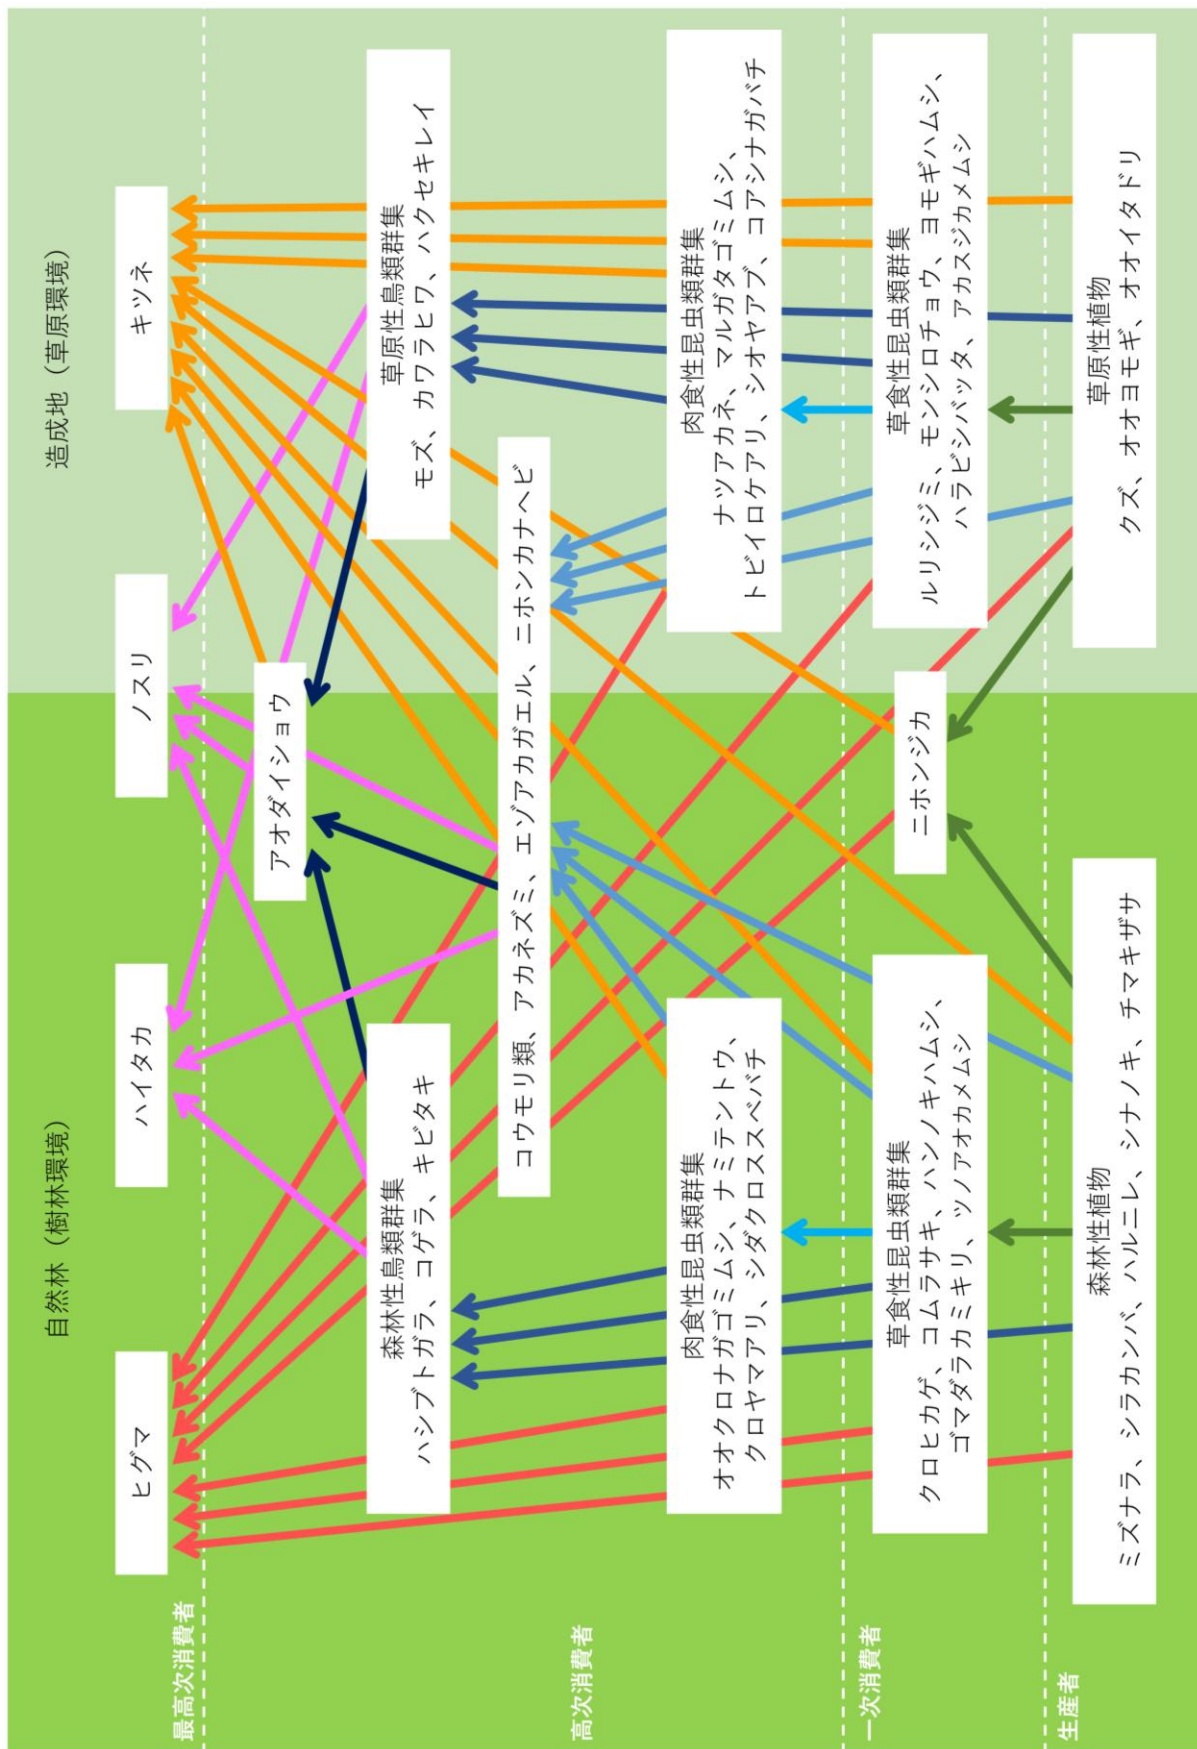 自然林（樹林環境）
造成地（草原環境）
最高次消費者
ヒグマ
ハイタカ
ノスリ
キツネ
高次消費者
アオダイショウ
森林性鳥類群集
ハシブトガラ、コゲラ、キビタキ
草原性鳥類群集
モズ、カワラヒワ、ハクセキレイ
コウモリ類、アカネズミ、エゾアカガエル、ニホンカナヘビ
肉食性昆虫類群集
オオクロナガゴミムシ、ナミテントウ、
クロヤマアリ、シダクロスズメバチ
肉食性昆虫類群集
ナツアカネ、マルガタゴミムシ、
トビイロケアリ、シオヤアブ、コアシナガバチ
一次消費者
草食性昆虫類群集
クロヒカゲ、コムラサキ、ハンノキハムシ、
ゴマダラカミキリ、ツノアオカメムシ
ニホンジカ
草食性昆虫類群集
ルリシジミ、モンシロチョウ、ヨモギハムシ、
ハラビシバッタ、アカスジカメムシ
生産者
森林性植物
ミズナラ、シラカンバ、ハルニレ、シナノキ、チマキザサ
草原性植物
クズ、オオヨモギ、オオイタドリ